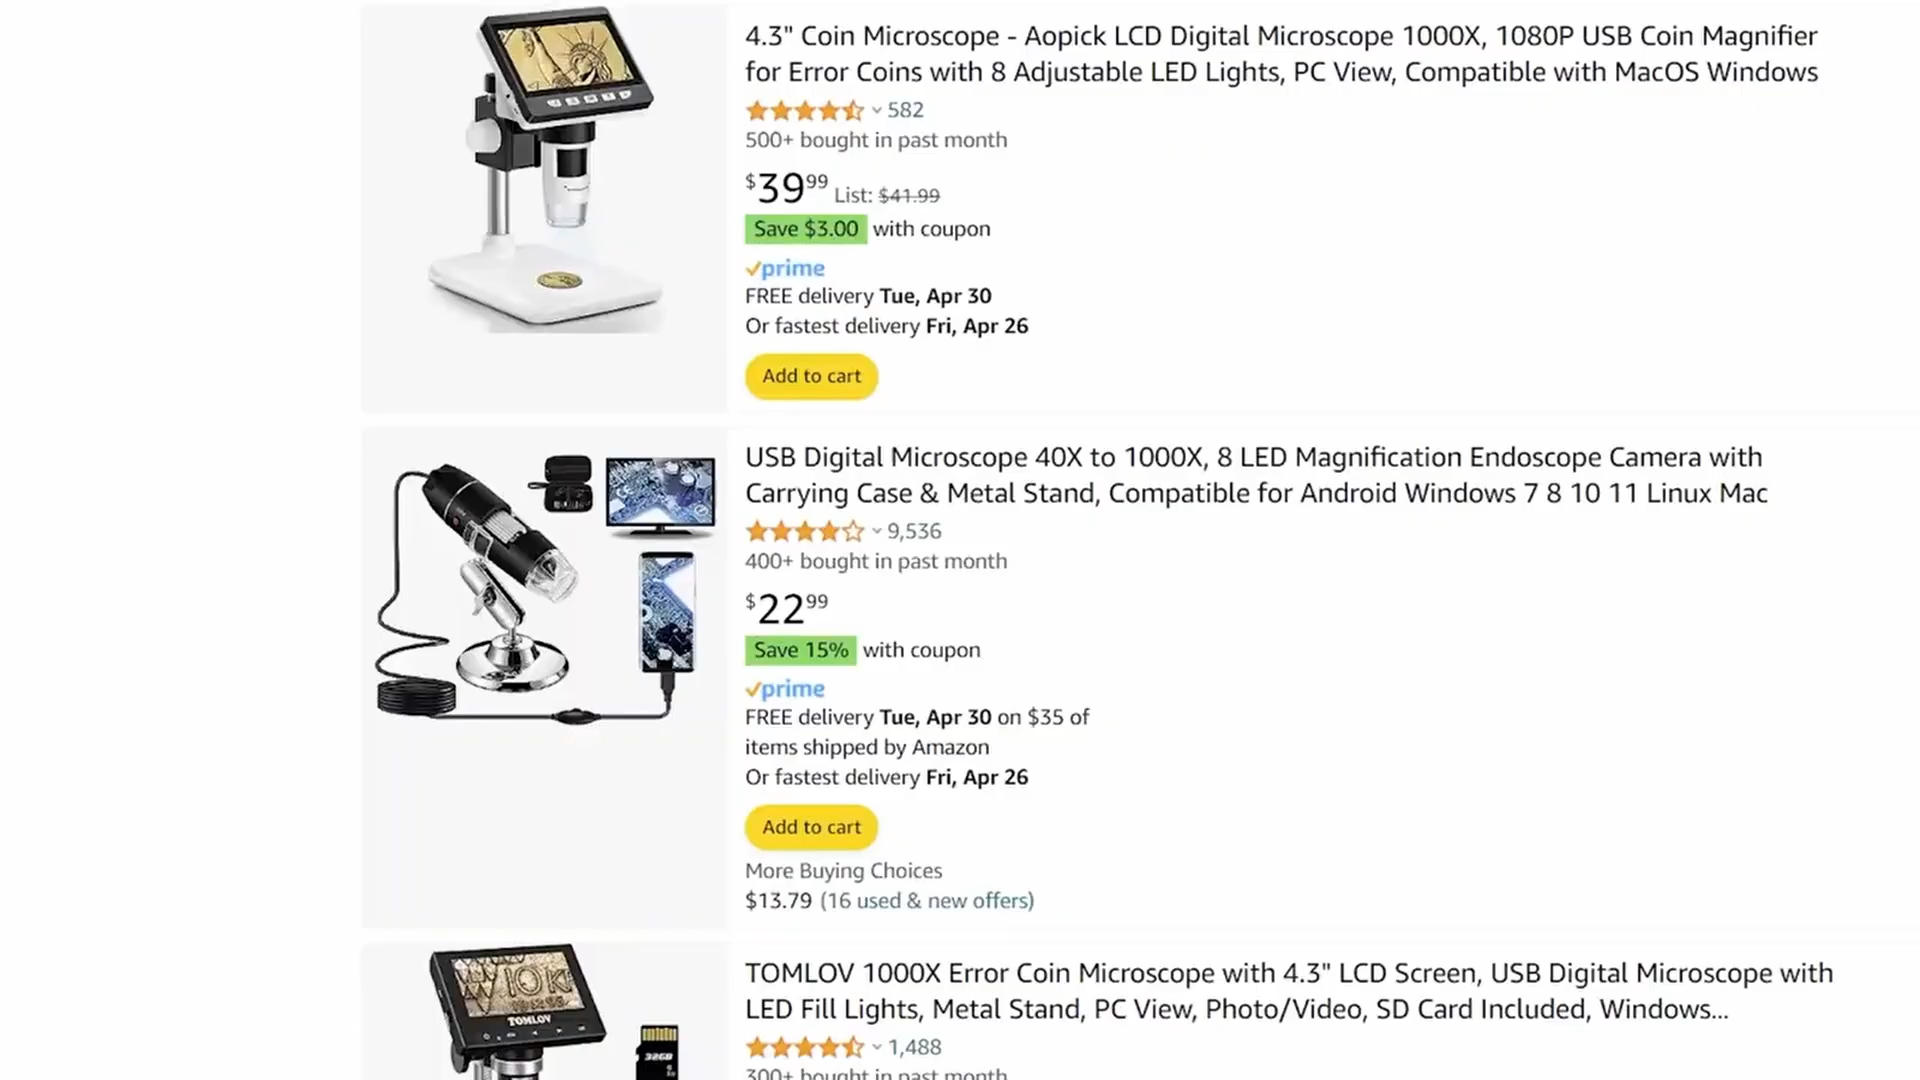 4.3" Coin Microscope - Aopick LCD Digital Microscope 1000X, 1080P USB Coin Magnifier
for Error Coins with 8 Adjustable LED Lights, PC View, Compatible with MacOS Windows
582
500+ bought in past month
$39.99 List: $41.99
Save $3.00 with coupon
prime
FREE delivery Tue, Apr 30
Or fastest delivery Fri, Apr 26
Add to cart
USB Digital Microscope 40X to 1000X, 8 LED Magnification Endoscope Camera with
Carrying Case & Metal Stand, Compatible for Android Windows 7 8 10 11 Linux Mac
9,536
400+ bought in past month
$22.99
Save 15% with coupon
prime
FREE delivery Tue, Apr 30 on $35 of
items shipped by Amazon
Or fastest delivery Fri, Apr 26
Add to cart
More Buying Choices
$13.79 (16 used & new offers)
10K
TOMLOV
32GB
TOMLOV 1000X Error Coin Microscope with 4.3" LCD Screen, USB Digital Microscope with
LED Fill Lights, Metal Stand, PC View, Photo/Video, SD Card Included, Windows...
1,488
300+ bought in past month